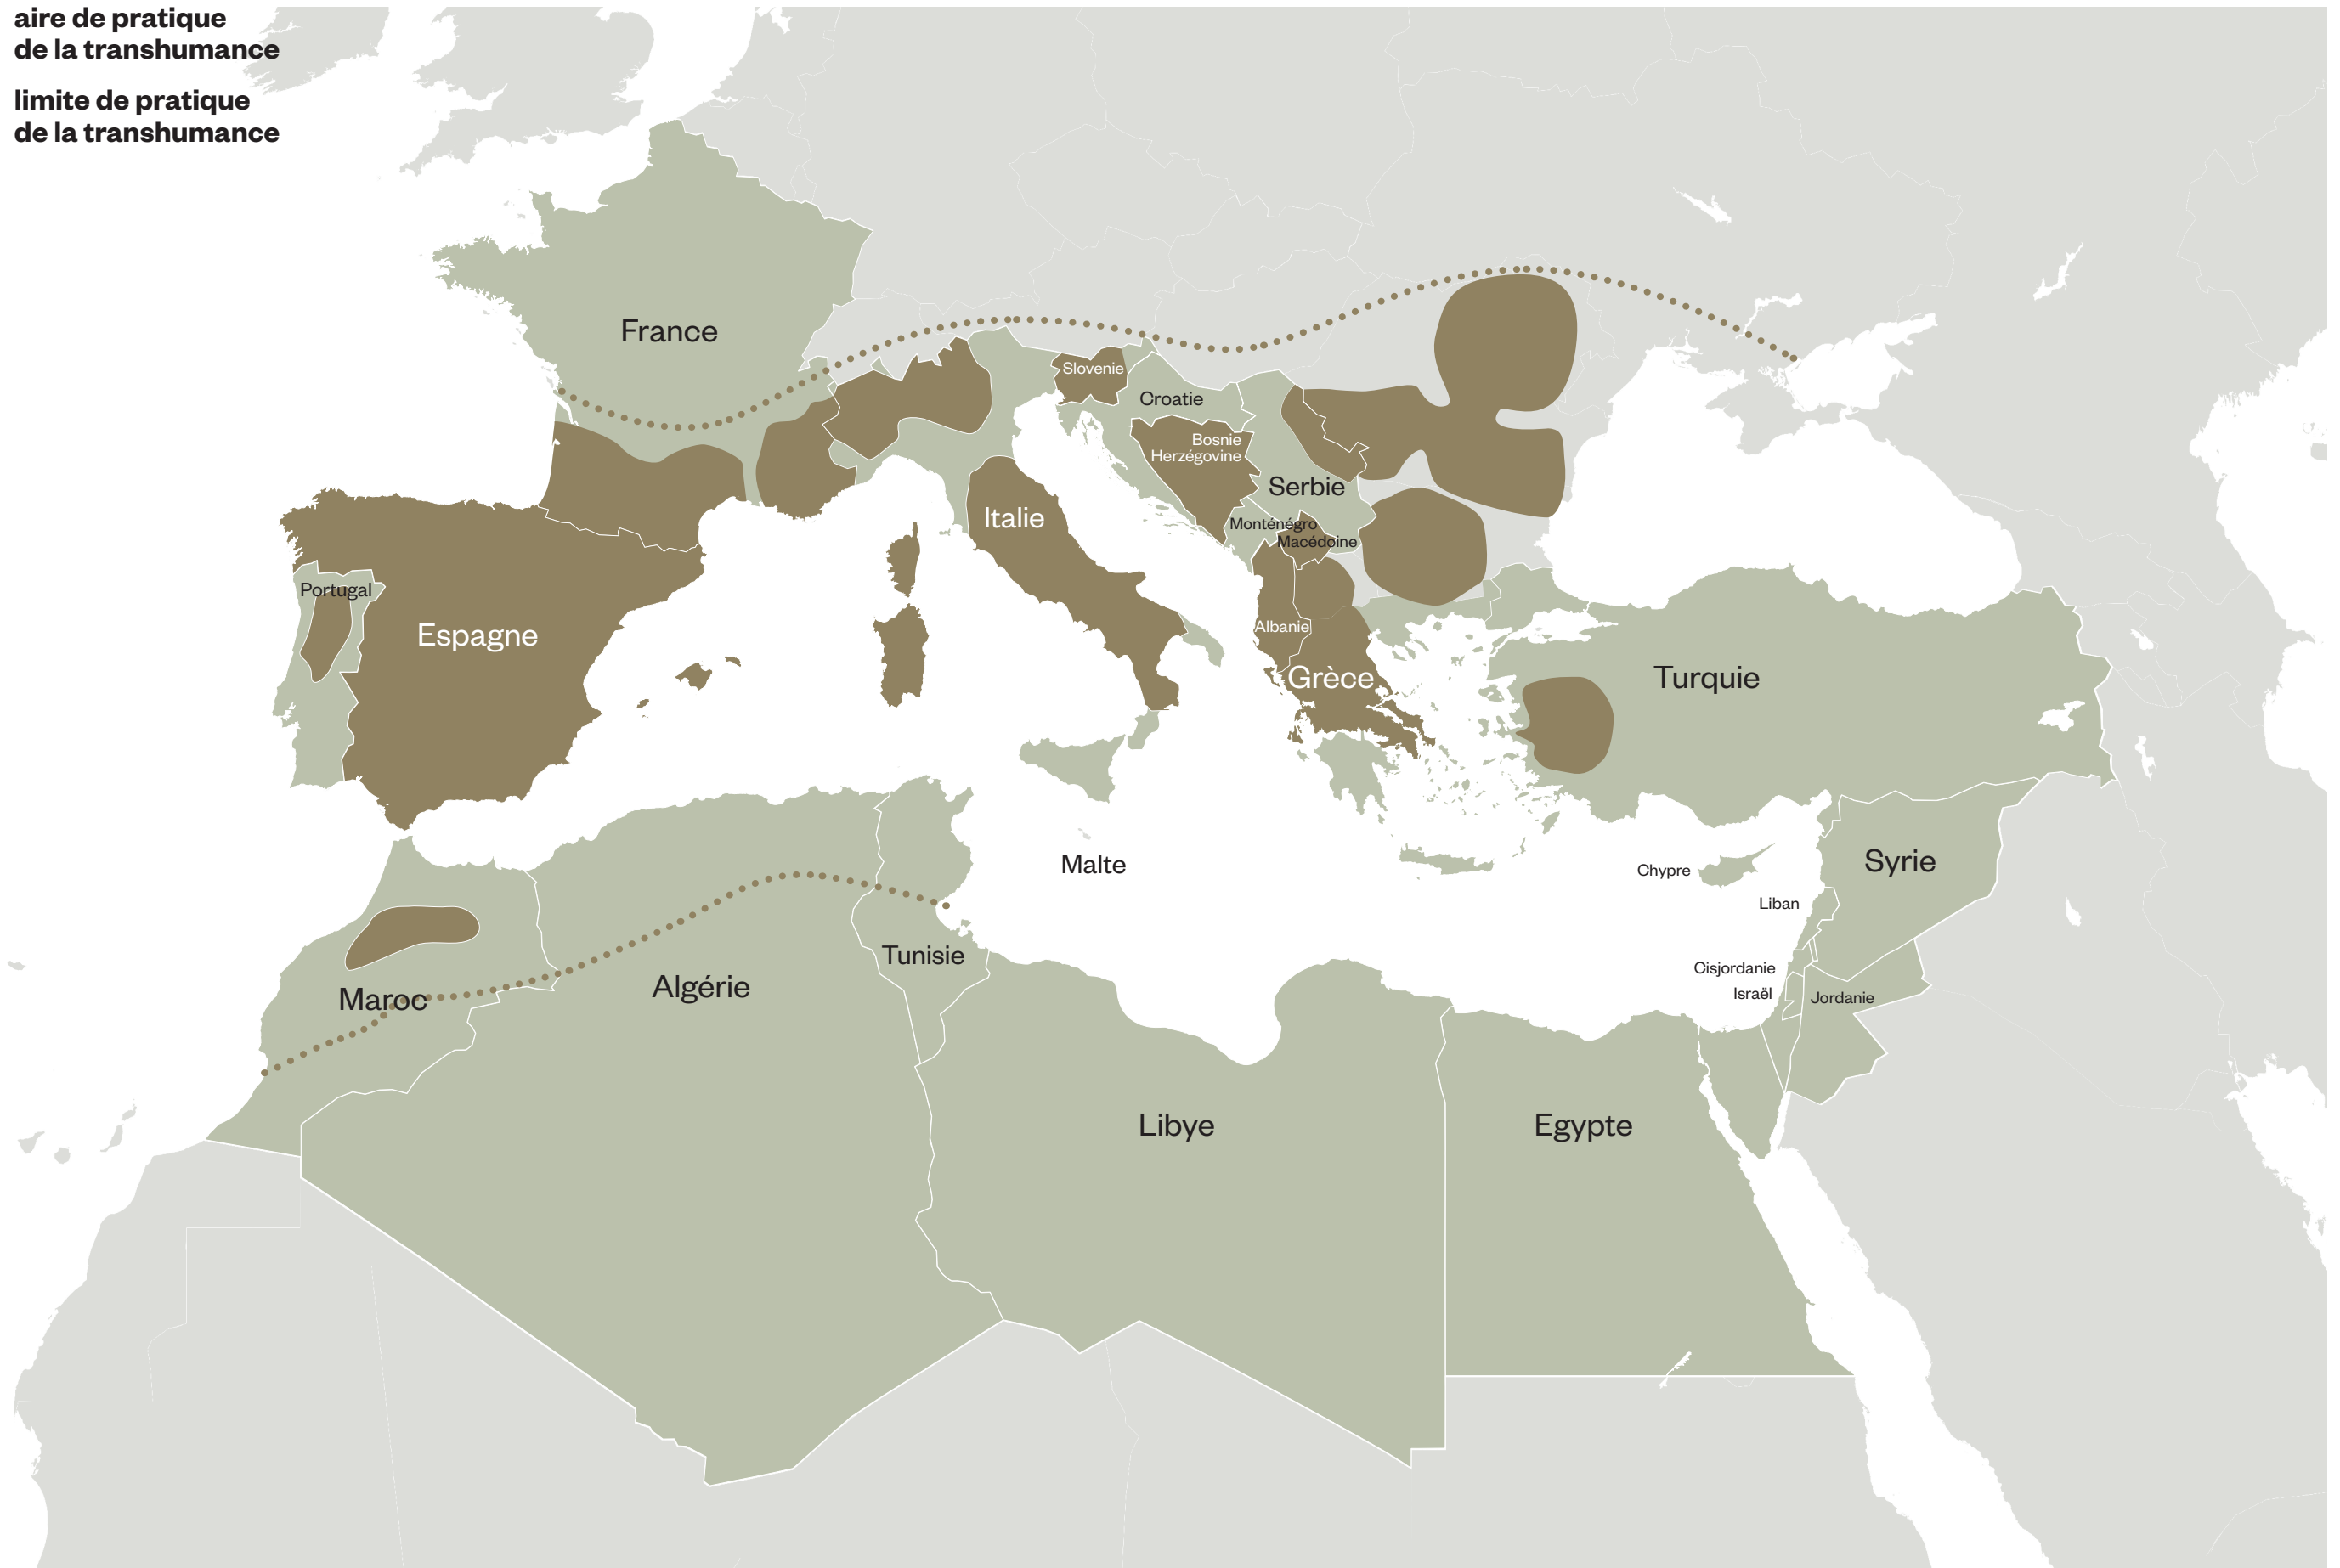 aire de pratique
de la transhumance
limite de pratique
de la transhumance
France
Slovenie
Croatie
Bosnie
Herzégovine
Serbie
Italie
Monténégro
Macédoine
Portugal
Espagne
Albanie
Grèce
Turquie
Malte
Chypre
Syrie
Liban
Tunisie
Cisjordanie
Algérie
Israël
Maroc
Jordanie
Libye
Egypte